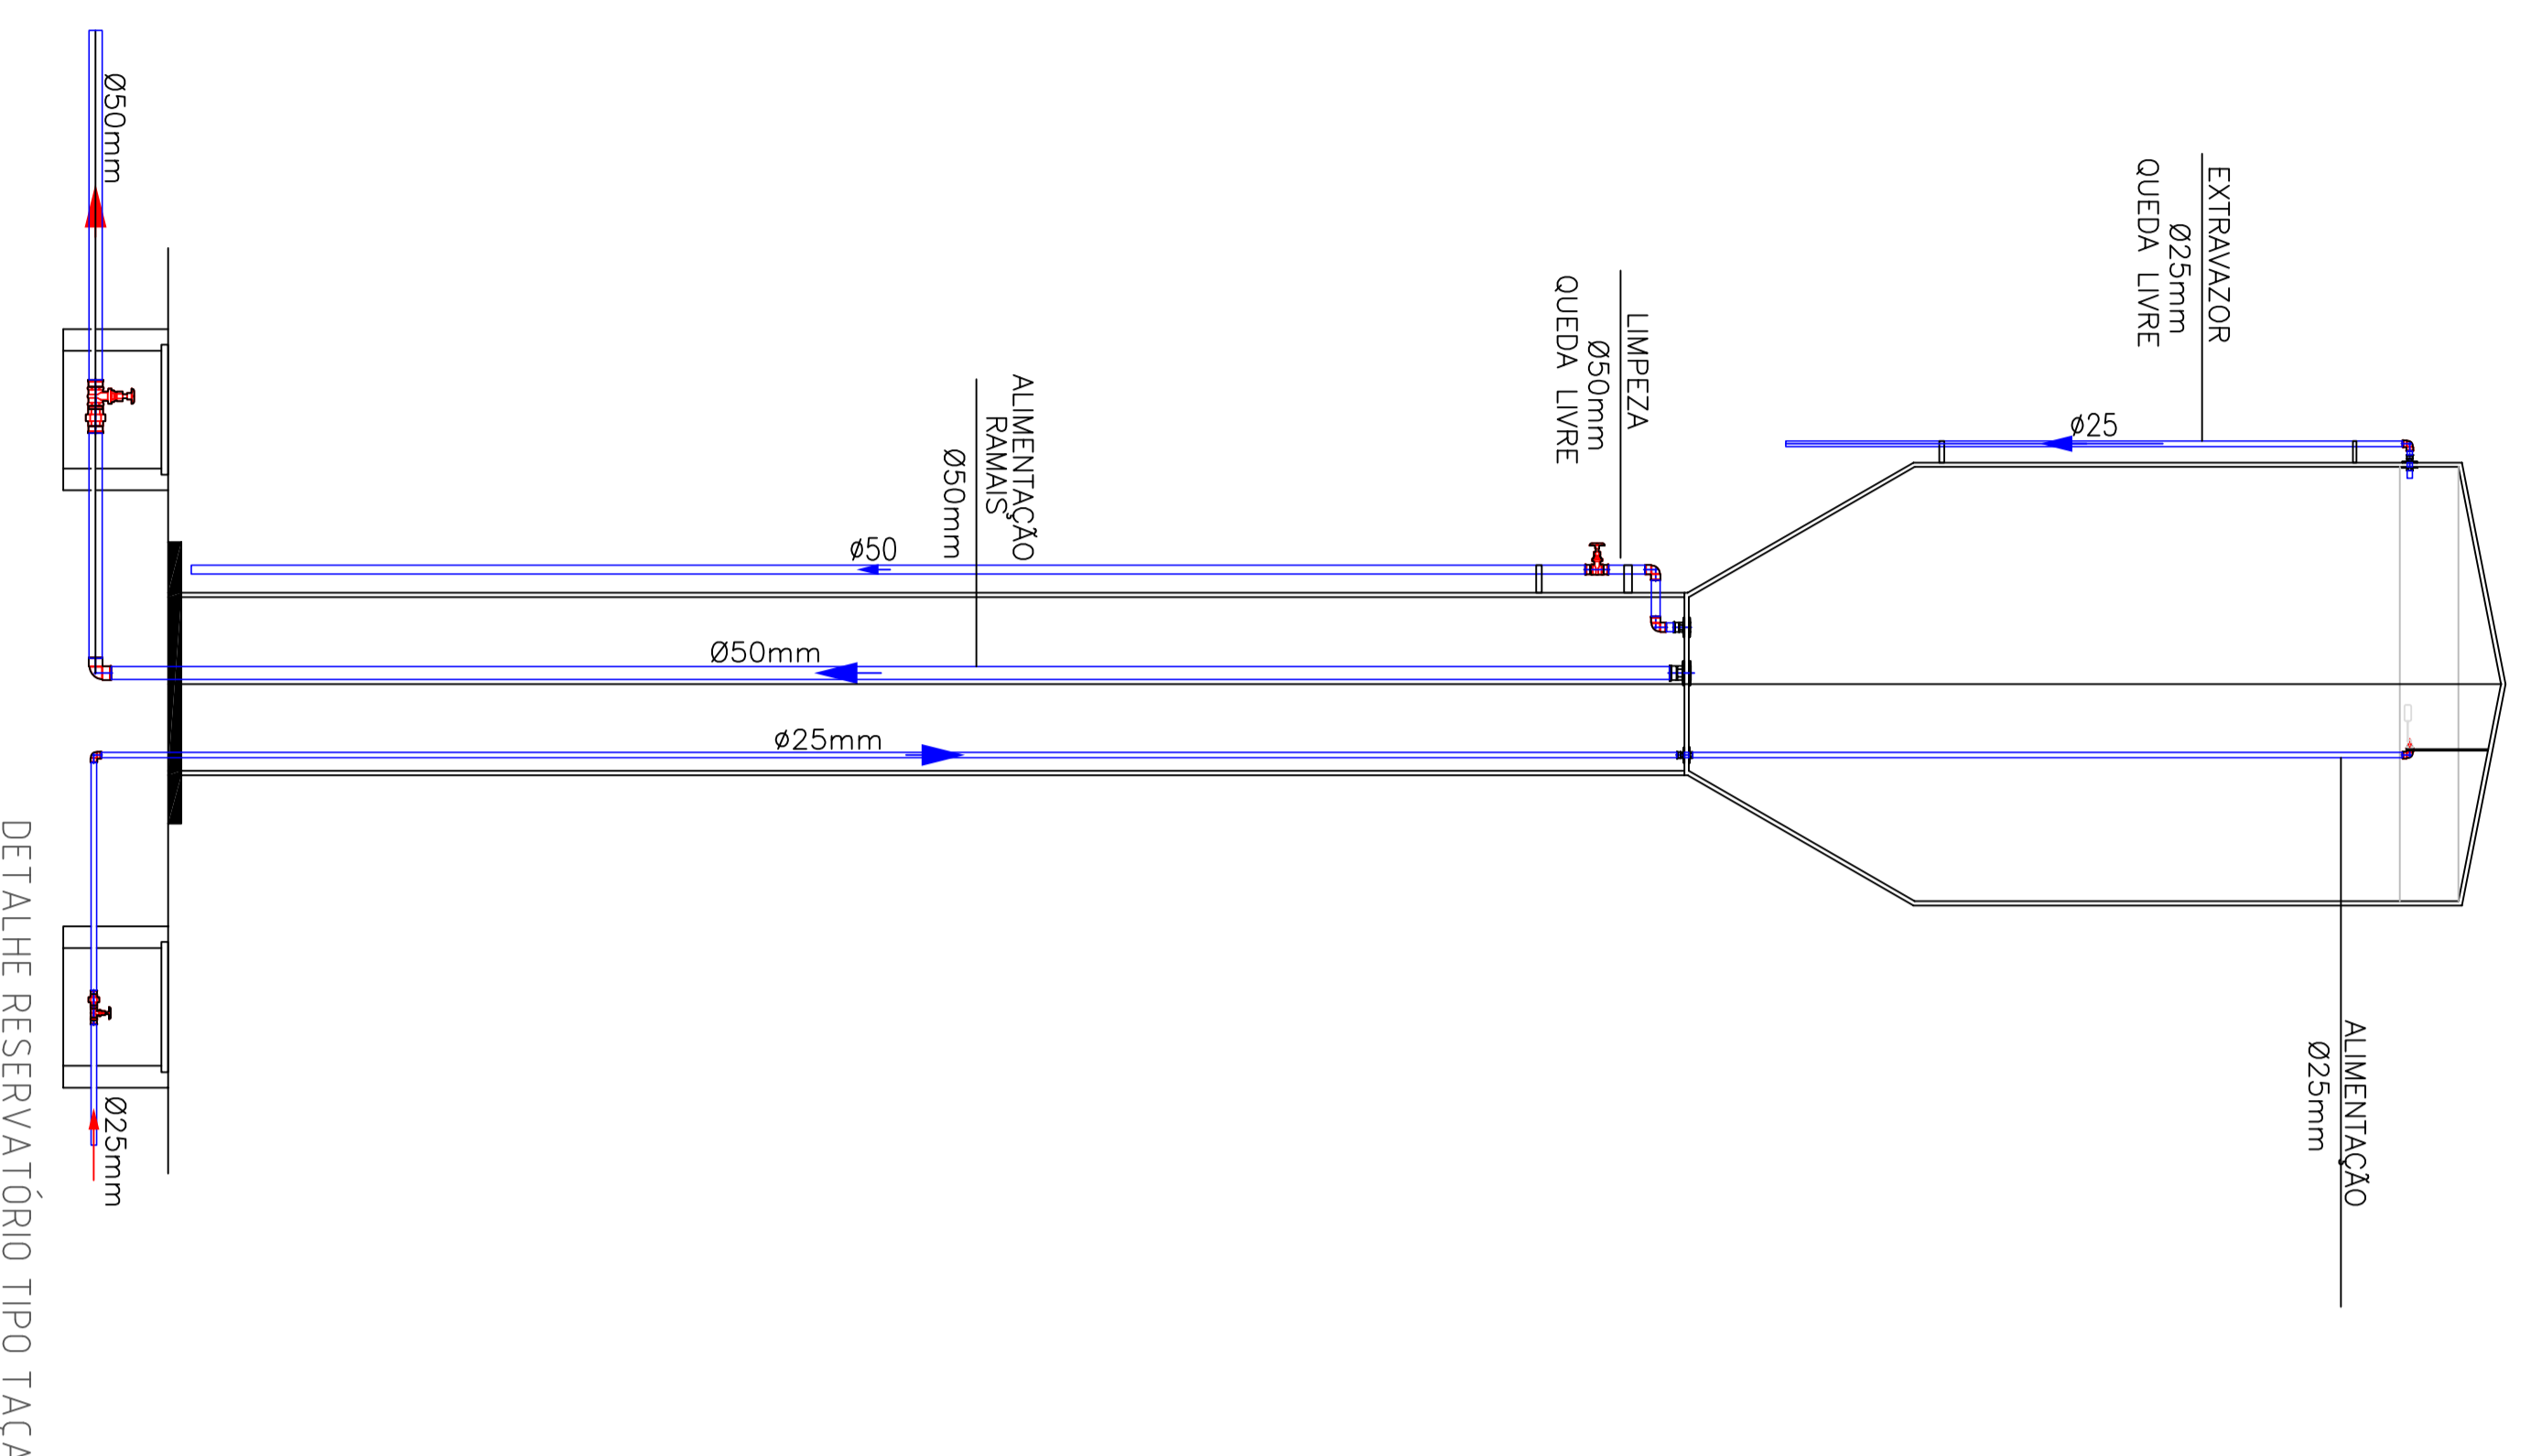 EXTRAVAZOR
Ø25mm
QUEDA LIVRE
ø25
ALIMENTAÇÃO
Ø25mm
LIMPEZA
Ø50mm
QUEDA LIVRE
ALIMENTAÇÃO
RAMAIS
Ø50mm
ø50
Ø50mm
ø25mm
Ø50mm
Ø25mm
DETALHE RESERVATÓRIO TIPO TAÇA